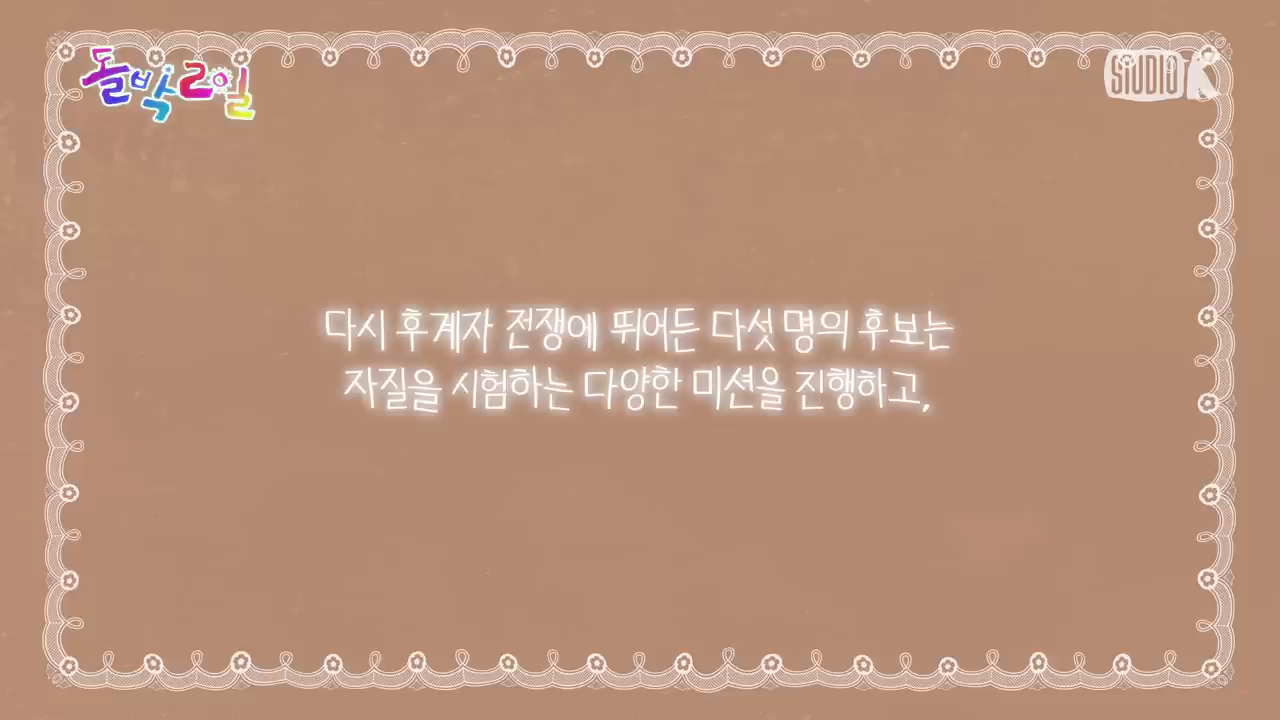 돌박2일
STUDIO K
다시 후계자 전쟁에 뛰어든 다섯 명의 후보는
자질을 시험하는 다양한 미션을 진행하고,